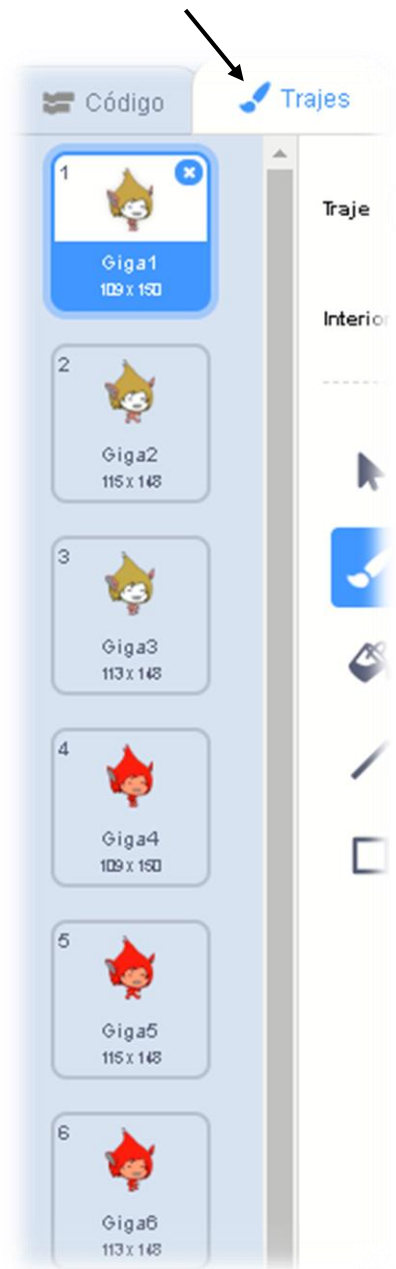 Código
Trajes
1
Giga1
109 x 150
Traje
Interior
2
Giga2
115 x 148
3
Giga3
113 x 148
4
Giga4
109 x 150
5
Giga5
115 x 148
6
Giga6
113 x 148